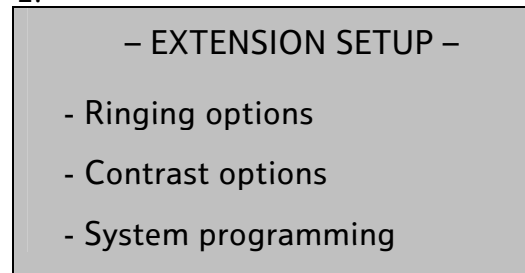 – EXTENSION SETUP –
- Ringing options
- Contrast options
- System programming